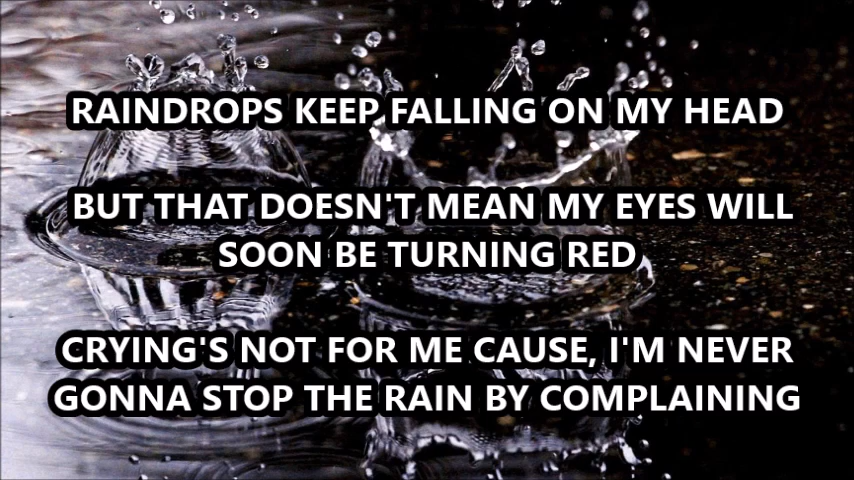 RAINDROPS KEEP FALLING ON MY HEAD
BUT THAT DOESN'T MEAN MY EYES WILL
SOON BE TURNING RED
CRYING'S NOT FOR ME CAUSE, I'M NEVER
GONNA STOP THE RAIN BY COMPLAINING